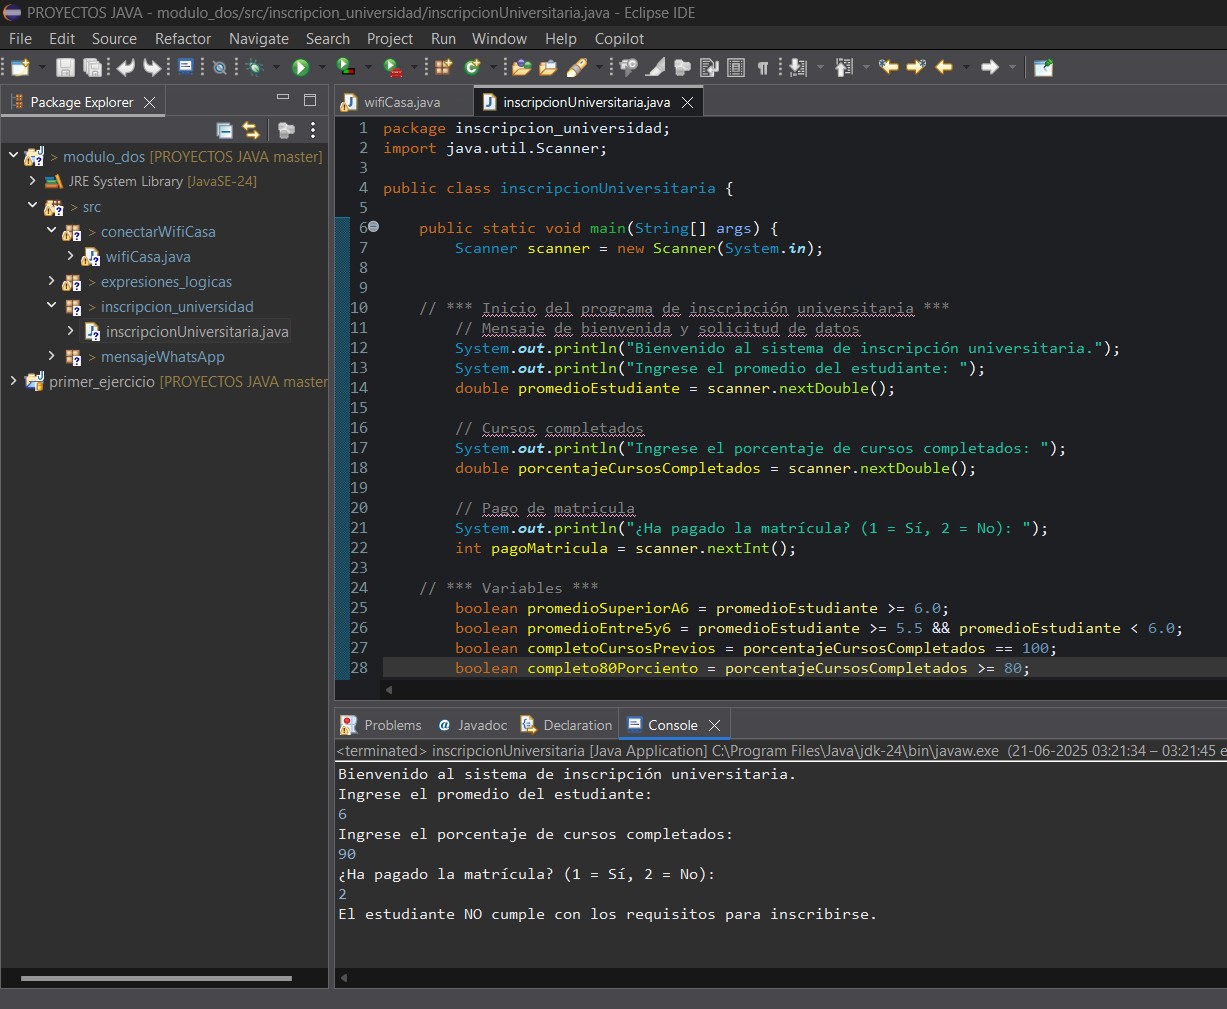 PROYECTOS JAVA - modulo_dos/src/inscripcion_universidad/inscripcionUniversitaria.java - Eclipse IDE
File Edit Source Refactor Navigate Search Project Run Window Help Copilot
Package Explorer
> modulo_dos [PROYECTOS JAVA master]
JRE System Library [JavaSE-24]
> src
> conectarWifiCasa
wifiCasa.java
> expresiones_logicas
> inscripcion_universidad
inscripcionUniversitaria.java
> mensajeWhatsApp
primer_ejercicio [PROYECTOS JAVA master
wifiCasa.java inscripcionUniversitaria.java
1 package inscripcion_universidad;
2 import java.util.Scanner;
3
4 public class inscripcionUniversitaria {
5
6 public static void main(String[] args) {
7 Scanner scanner = new Scanner(System.in);
8
9
10 // *** Inicio del programa de inscripción universitaria ***
11 // Mensaje de bienvenida y solicitud de datos
12 System.out.println("Bienvenido al sistema de inscripción universitaria.");
13 System.out.println("Ingrese el promedio del estudiante: ");
14 double promedioEstudiante = scanner.nextDouble();
15
16 // Cursos completados
17 System.out.println("Ingrese el porcentaje de cursos completados: ");
18 double porcentajeCursosCompletados = scanner.nextDouble();
19
20 // Pago de matricula
21 System.out.println("¿Ha pagado la matrícula? (1 = Sí, 2 = No): ");
22 int pagoMatricula = scanner.nextInt();
23
24 // *** Variables ***
25 boolean promedioSuperiorA6 = promedioEstudiante >= 6.0;
26 boolean promedioEntre5y6 = promedioEstudiante >= 5.5 && promedioEstudiante < 6.0;
27 boolean completoCursosPrevios = porcentajeCursosCompletados == 100;
28 boolean completo80Porciento = porcentajeCursosCompletados >= 80;
Problems Javadoc Declaration Console
<terminated> inscripcionUniversitaria [Java Application] C:\Program Files\Java\jdk-24\bin\javaw.exe (21-06-2025 03:21:34 – 03:21:45 e
Bienvenido al sistema de inscripción universitaria.
Ingrese el promedio del estudiante:
6
Ingrese el porcentaje de cursos completados:
90
¿Ha pagado la matrícula? (1 = Sí, 2 = No):
2
El estudiante NO cumple con los requisitos para inscribirse.